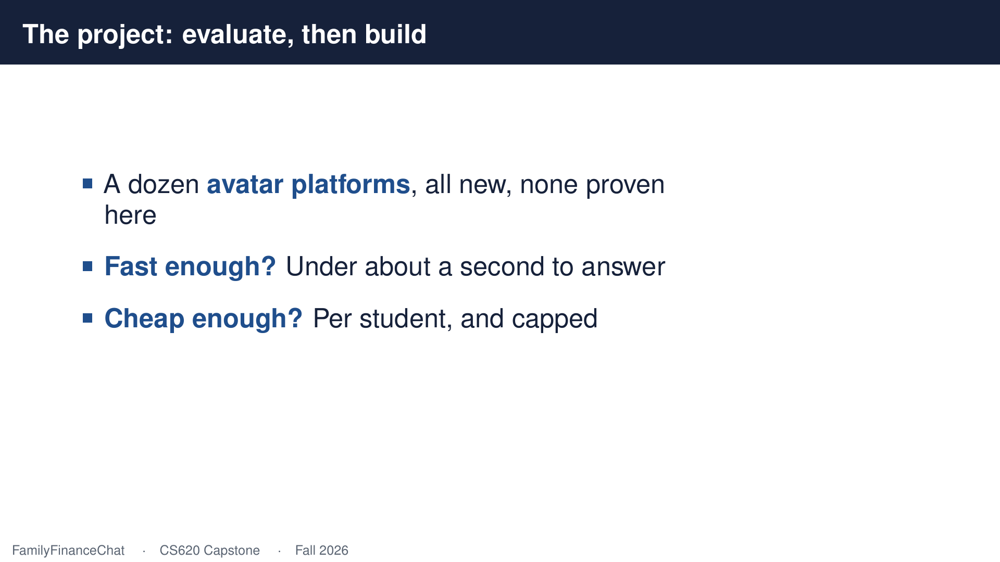 The project: evaluate, then build
A dozen avatar platforms, all new, none proven
here
Fast enough? Under about a second to answer
Cheap enough? Per student, and capped
FamilyFinanceChat · CS620 Capstone · Fall 2026